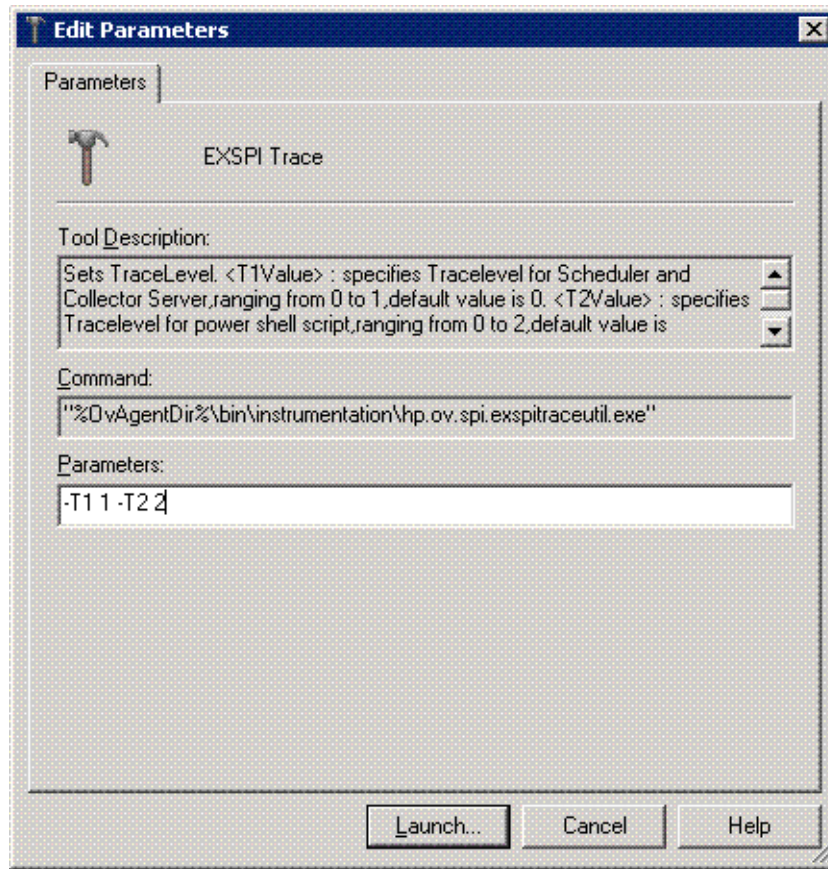 Edit Parameters
Parameters
EXSPI Trace
Tool Description:
Sets TraceLevel. <T1Value> : specifies Tracelevel for Scheduler and
Collector Server,ranging from 0 to 1,default value is 0. <T2Value> : specifies
Tracelevel for power shell script,ranging from 0 to 2,default value is
Command:
"%OvAgentDir%\bin\instrumentation\hp.ov.spi.exspitraceutil.exe"
Parameters:
-T1 1 -T2 2
Launch...
Cancel
Help